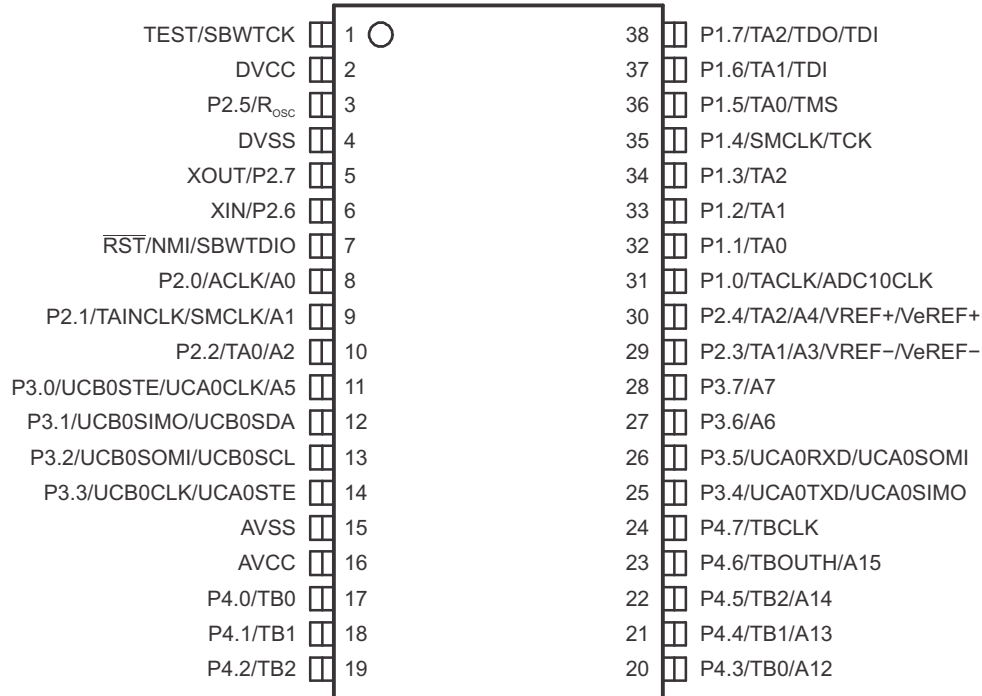 TEST/SBWTCK 1 38 P1.7/TA2/TDO/TDI
DVCC 2 37 P1.6/TA1/TDI
P2.5/ROSC 3 36 P1.5/TA0/TMS
DVSS 4 35 P1.4/SMCLK/TCK
XOUT/P2.7 5 34 P1.3/TA2
XIN/P2.6 6 33 P1.2/TA1
RST/NMI/SBWTDIO 7 32 P1.1/TA0
P2.0/ACLK/A0 8 31 P1.0/TACLK/ADC10CLK
P2.1/TAINCLK/SMCLK/A1 9 30 P2.4/TA2/A4/VREF+/VeREF+
P2.2/TA0/A2 10 29 P2.3/TA1/A3/VREF−/VeREF−
P3.0/UCB0STE/UCA0CLK/A5 11 28 P3.7/A7
P3.1/UCB0SIMO/UCB0SDA 12 27 P3.6/A6
P3.2/UCB0SOMI/UCB0SCL 13 26 P3.5/UCA0RXD/UCA0SOMI
P3.3/UCB0CLK/UCA0STE 14 25 P3.4/UCA0TXD/UCA0SIMO
AVSS 15 24 P4.7/TBCLK
AVCC 16 23 P4.6/TBOUTH/A15
P4.0/TB0 17 22 P4.5/TB2/A14
P4.1/TB1 18 21 P4.4/TB1/A13
P4.2/TB2 19 20 P4.3/TB0/A12